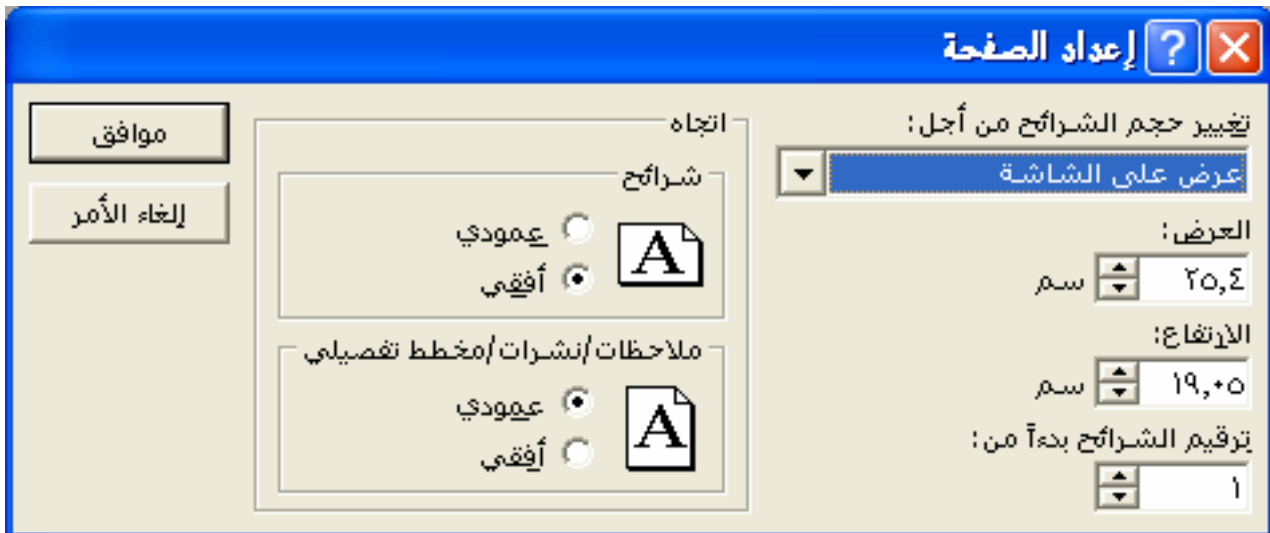 إعداد الصفحة
تغيير حجم الشرائح من أجل:
عرض على الشاشة
العرض:
٢٥,٤ سم
الارتفاع:
١٩,٠٥ سم
ترقيم الشرائح بدءاً من:
١
اتجاه
شرائح
A
عمودي
أفقي
ملاحظات/نشرات/مخطط تفصيلي
A
عمودي
أفقي
موافق
إلغاء الأمر